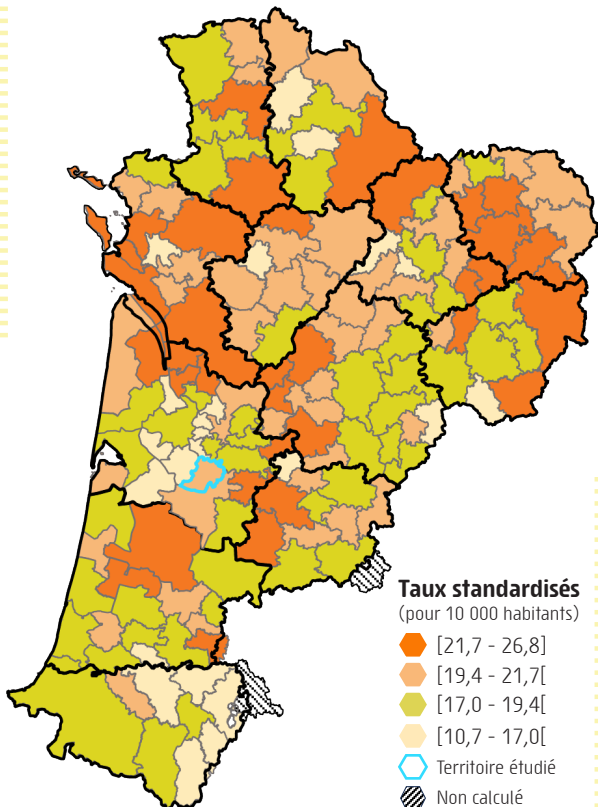 Taux standardisés
(pour 10 000 habitants)
[21,7 - 26,8]
[19,4 - 21,7[
[17,0 - 19,4[
[10,7 - 17,0[
Territoire étudié
Non calculé